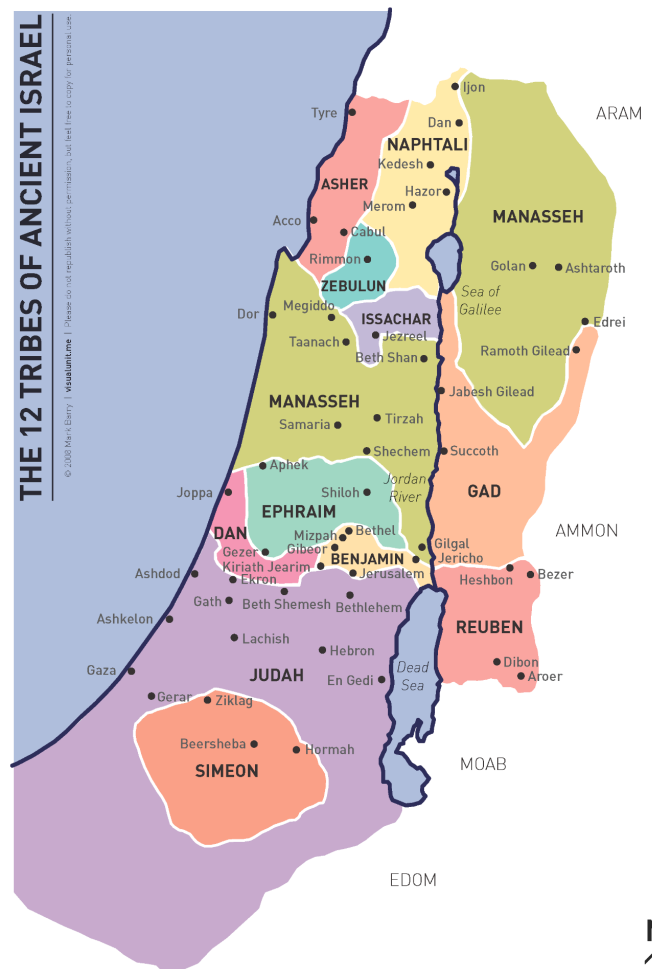 THE 12 TRIBES OF ANCIENT ISRAEL
© 2008 Mark Barry | visualunit.me | Please do not republish without permission, but feel free to copy for personal use.
Ijon
ARAM
Tyre
Dan
NAPHTALI
Kedesh
ASHER
Hazor
Merom
MANASSEH
Acco
Cabul
Rimmon
Golan
Ashtaroth
ZEBULUN
Sea of
Galilee
Megiddo
Dor
ISSACHAR
Edrei
Jezreel
Taanach
Ramoth Gilead
Beth Shan
Jabesh Gilead
MANASSEH
Tirzah
Samaria
Shechem
Succoth
Aphek
Jordan
River
Joppa
Shiloh
GAD
EPHRAIM
DAN
Bethel
AMMON
Mizpah
Gibeor
Gilgal
Gezer
BENJAMIN
Jericho
Kiriath Jearim
Jerusalem
Ashdod
Ekron
Heshbon
Bezer
Gath
Beth Shemesh
Bethlehem
Ashkelon
REUBEN
Lachish
Hebron
Dibon
Gaza
JUDAH
Dead
Sea
Aroer
En Gedi
Gerar
Ziklag
Beersheba
Hormah
MOAB
SIMEON
EDOM